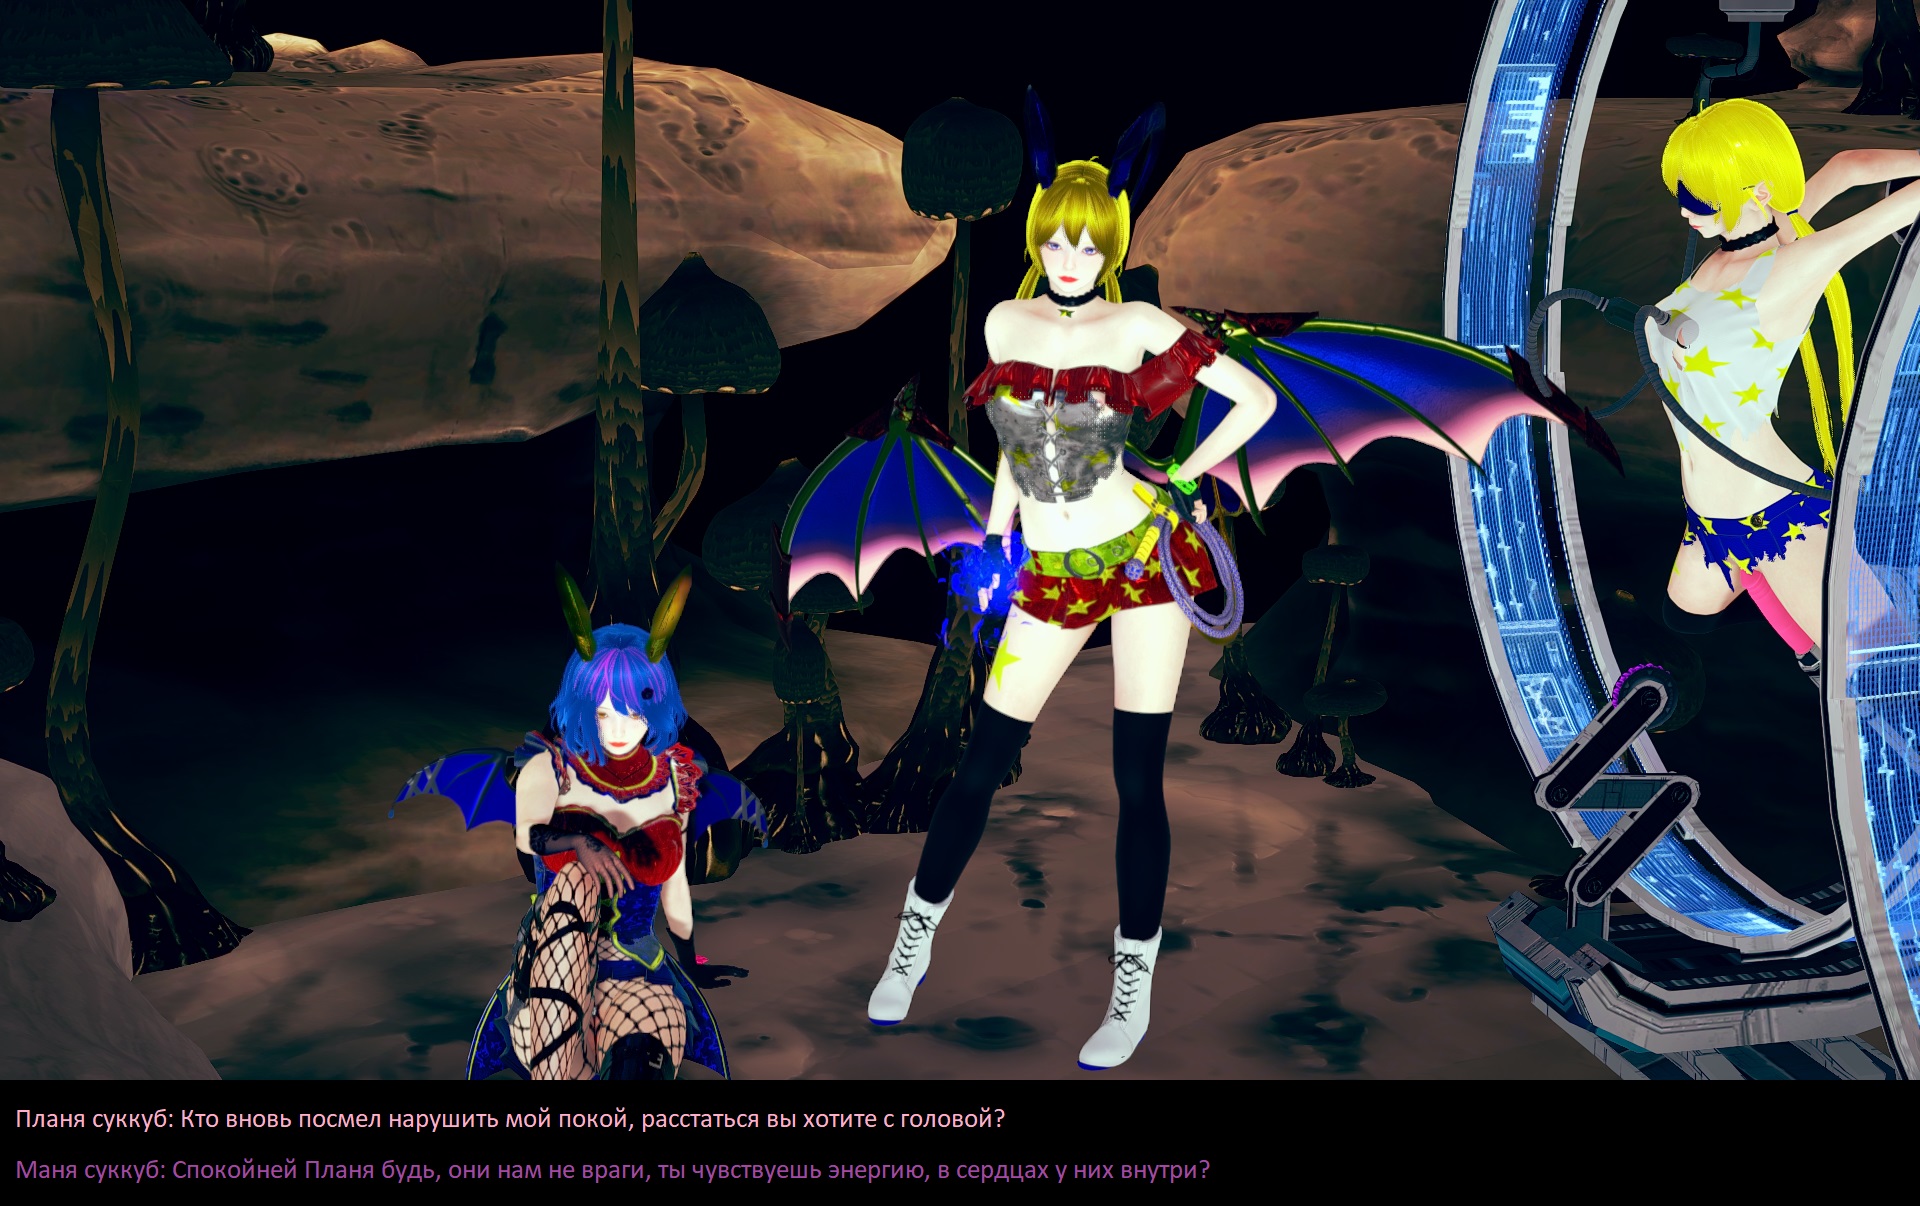 Планя суккуб: Кто вновь посмел нарушить мой покой, расстаться вы хотите с головой?
Маня суккуб: Спокойней Планя будь, они нам не враги, ты чувствуешь энергию, в сердцах у них внутри?